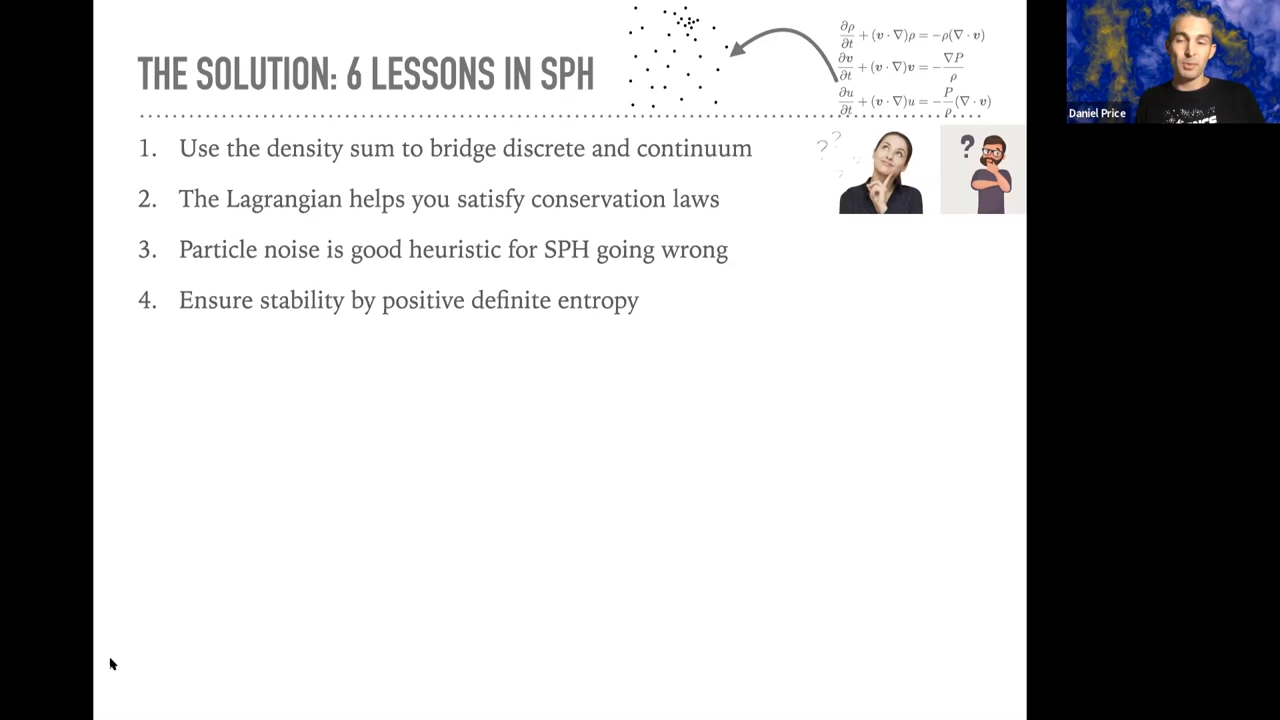 THE SOLUTION: 6 LESSONS IN SPH
∂ρ/∂t + (v · ∇)ρ = −ρ(∇ · v)
∂v/∂t + (v · ∇)v = −∇P/ρ
∂u/∂t + (v · ∇)u = −P/ρ(∇ · v)
Daniel Price
1. Use the density sum to bridge discrete and continuum
? ?
?
2. The Lagrangian helps you satisfy conservation laws
3. Particle noise is good heuristic for SPH going wrong
4. Ensure stability by positive definite entropy